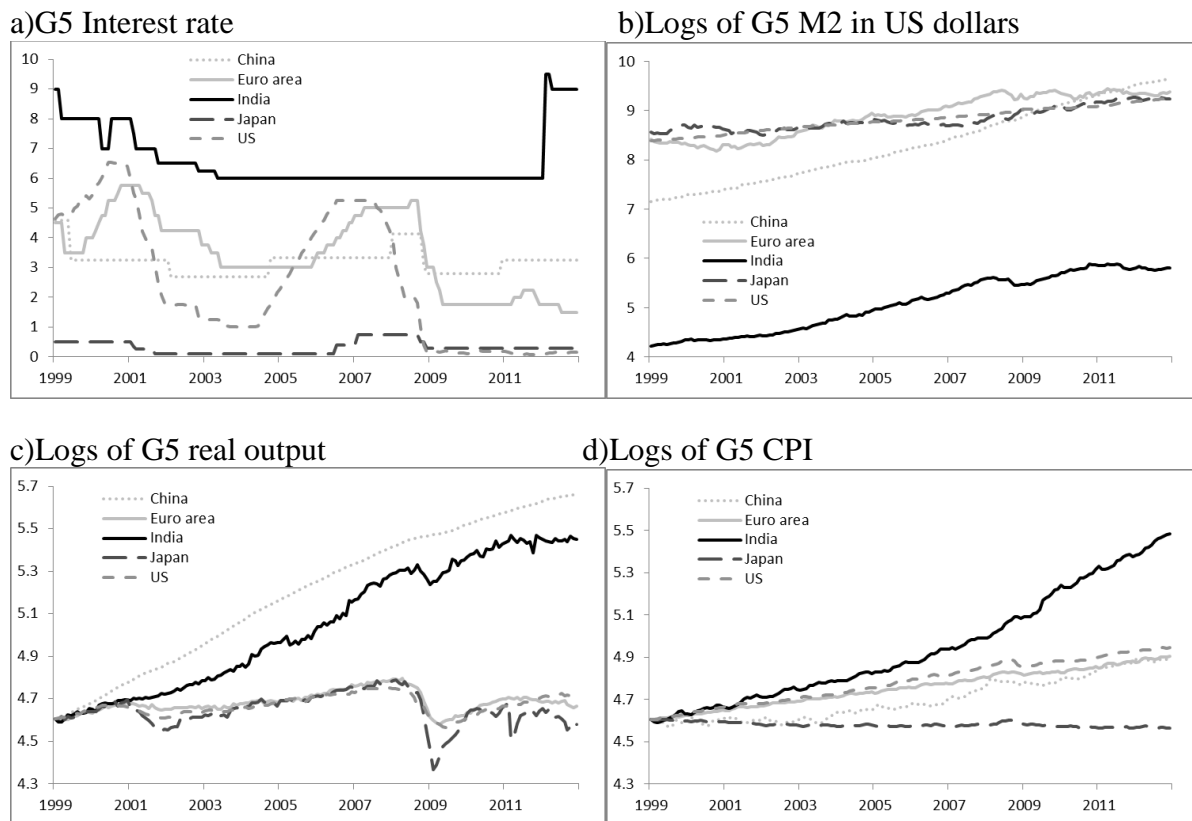 a)G5 Interest rate
10
9
8
7
6
5
4
3
2
1
0
China
Euro area
India
Japan
US
1999 2001 2003 2005 2007 2009 2011
b)Logs of G5 M2 in US dollars
10
9
8
7
6
5
4
China
Euro area
India
Japan
US
1999 2001 2003 2005 2007 2009 2011
c)Logs of G5 real output
5.7
5.5
5.3
5.1
4.9
4.7
4.5
4.3
China
Euro area
India
Japan
US
1999 2001 2003 2005 2007 2009 2011
d)Logs of G5 CPI
5.7
5.5
5.3
5.1
4.9
4.7
4.5
4.3
China
Euro area
India
Japan
US
1999 2001 2003 2005 2007 2009 2011